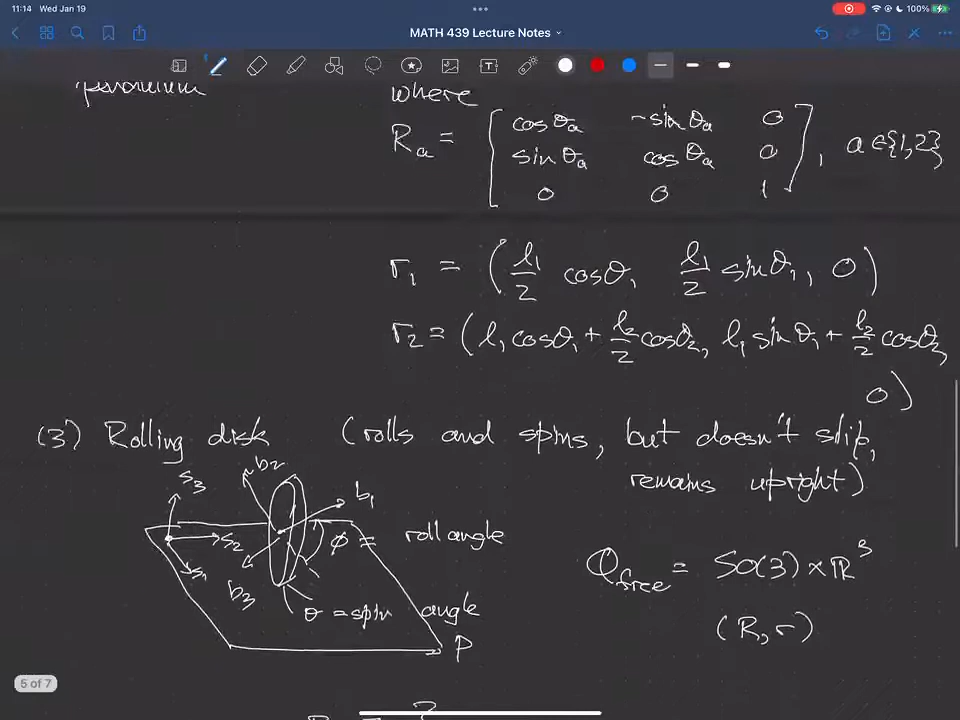 11:14 Wed Jan 19
100%
MATH 439 Lecture Notes
where
R_a = [ cos θ_a  -sin θ_a  0
sin θ_a  cos θ_a  0
0  0  1 ], a ∈ {1,2}
r_1 = (l_1/2 cos θ_1  l_1/2 sin θ_1, 0)
r_2 = (l_1 cos θ_1 + l_2/2 cos θ_2, l_1 sin θ_1 + l_2/2 cos θ_2,
0)
(3) Rolling disk (rolls and spins, but doesn't slip,
remains upright)
s_3
b_2
b_1
s_2
s_1
b_3
φ = roll angle
θ = spin angle
P
Q_free = SO(3) × ℝ^3
(R, r)
5 of 7